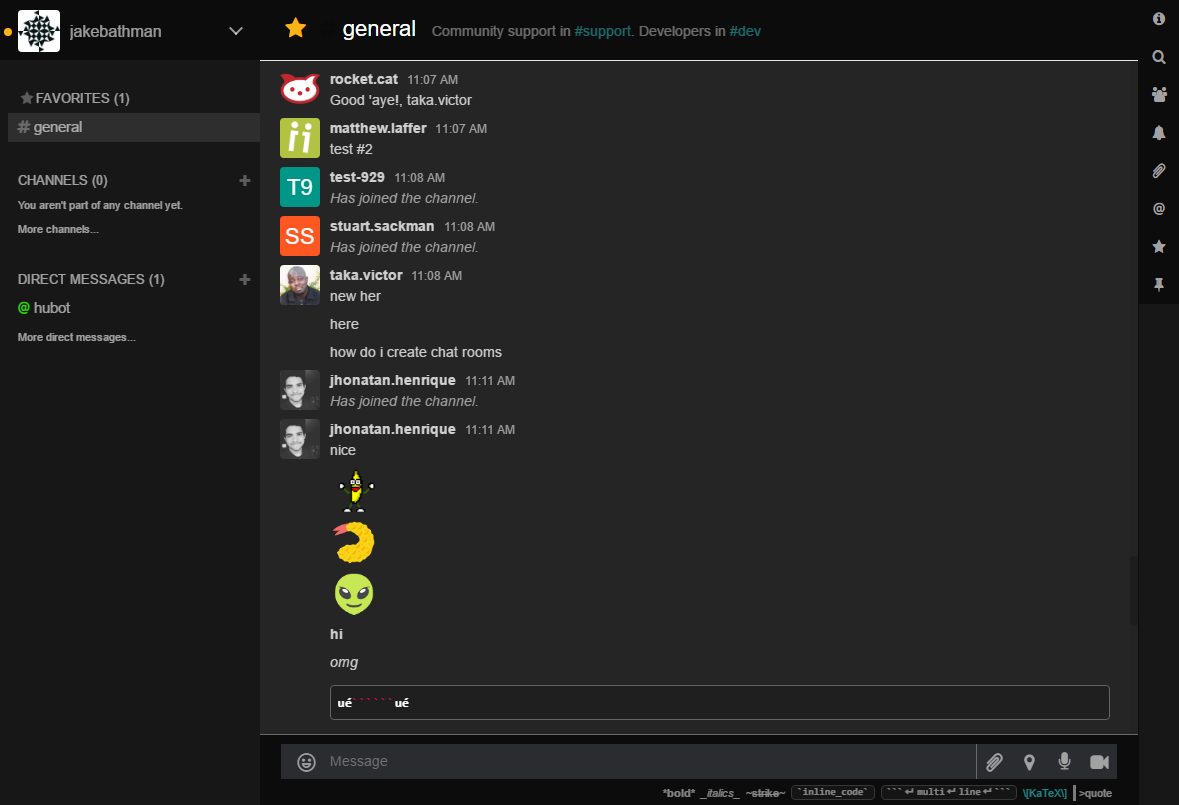 jakebathman
FAVORITES (1)
# general
CHANNELS (0)
You aren't part of any channel yet.
More channels...
DIRECT MESSAGES (1)
@ hubot
More direct messages...
general Community support in #support. Developers in #dev
rocket.cat 11:07 AM
Good 'aye!, taka.victor
matthew.laffer 11:07 AM
test #2
T9
test-929 11:08 AM
Has joined the channel.
SS
stuart.sackman 11:08 AM
Has joined the channel.
taka.victor 11:08 AM
new her
here
how do i create chat rooms
jhonatan.henrique 11:11 AM
Has joined the channel.
jhonatan.henrique 11:11 AM
nice
hi
omg
ué``````ué
Message
*bold* _italics_ ~strike~ `inline_code` ```↵multi↵line↵``` \[KaTeX\] >quote
@